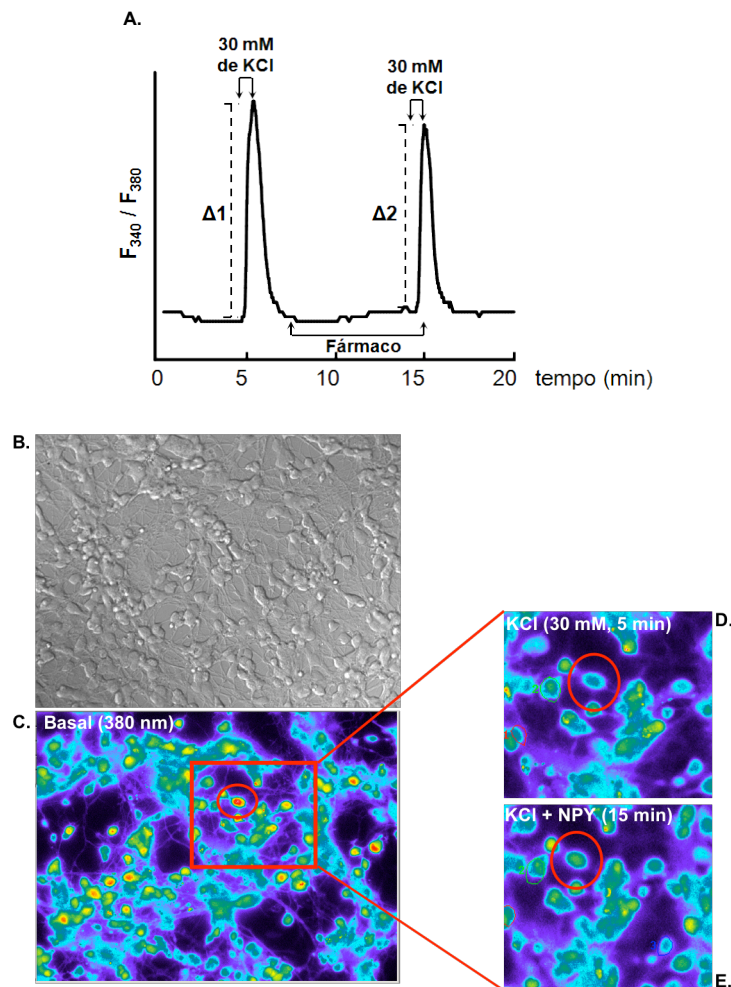 A.
30 mM
de KCl
30 mM
de KCl
F340 / F380
Δ1
Δ2
Fármaco
0 5 10 15 20 tempo (min)
B.
C.
Basal (380 nm)
KCl (30 mM, 5 min)
D.
KCl + NPY (15 min)
E.